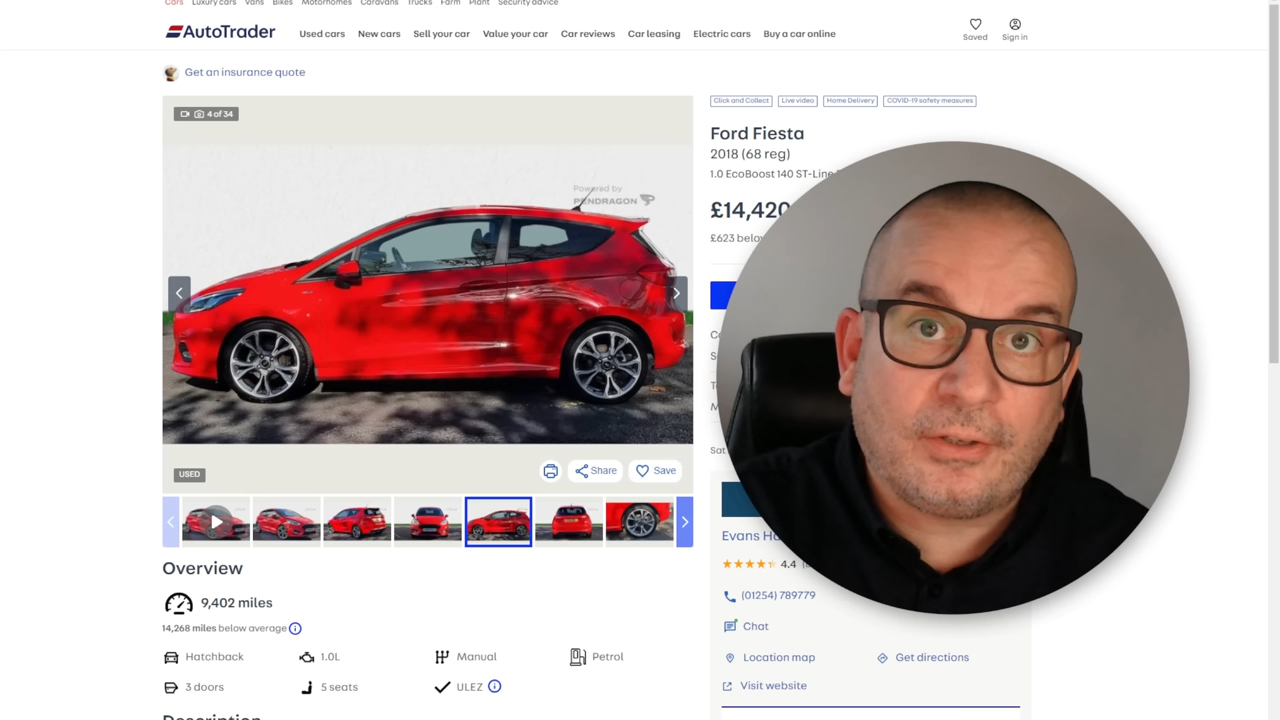 Cars Luxury cars Vans Bikes Motorhomes Caravans Trucks Farm Plant Security advice
AutoTrader
Used cars New cars Sell your car Value your car Car reviews Car leasing Electric cars Buy a car online
Saved Sign in
Get an insurance quote
4 of 34
Powered by
PENDRAGON
USED
Share Save
Click and Collect Live video Home Delivery COVID-19 safety measures
Ford Fiesta
2018 (68 reg)
1.0 EcoBoost 140 ST-Line
£14,420
£623
Sat
Evans
4.4
(01254) 789779
Chat
Location map Get directions
Visit website
Overview
9,402 miles
14,268 miles below average
Hatchback 1.0L Manual Petrol
3 doors 5 seats ULEZ